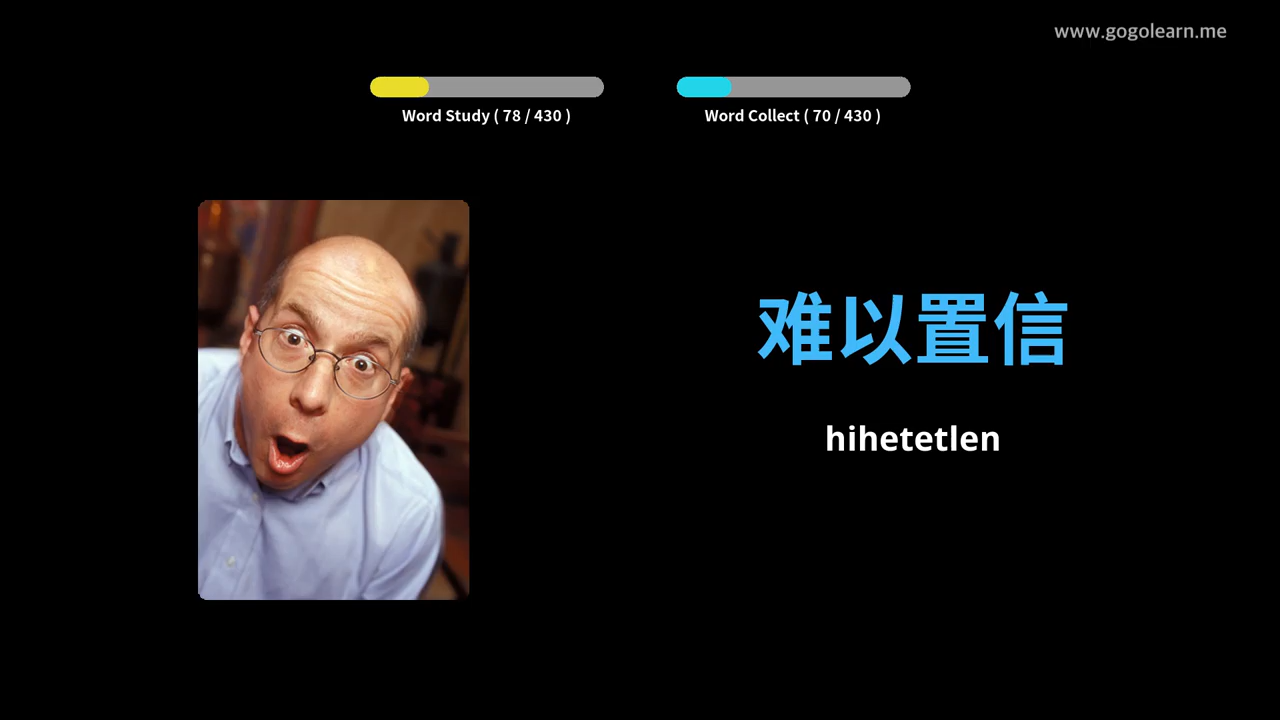 www.gogolearn.me
Word Study ( 78 / 430 )
Word Collect ( 70 / 430 )
难以置信
hihetetlen